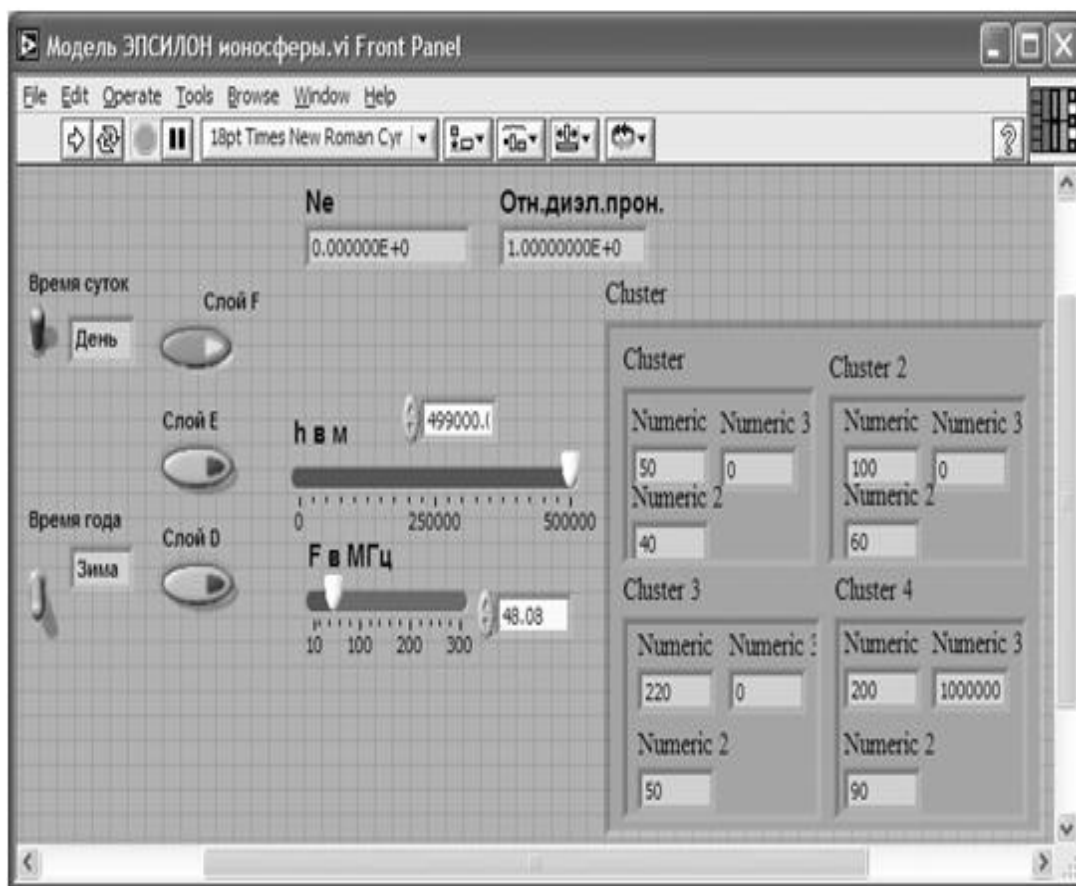 Модель ЭПСИЛОН ионосферы.vi Front Panel
File Edit Operate Tools Browse Window Help
18pt Times New Roman Cyr
?
Ne
Отн.диэл.прон.
0.000000E+0
1.00000000E+0
Время суток
День
Слой F
Слой E
Время года
Зима
Слой D
h в м
499000.(
0 250000 500000
F в МГц
48.08
10 100 200 300
Cluster
Cluster
Numeric Numeric 3
50 0
Numeric 2
40
Cluster 2
Numeric Numeric 3
100 0
Numeric 2
60
Cluster 3
Numeric Numeric 3
220 0
Numeric 2
50
Cluster 4
Numeric Numeric 3
200 1000000
Numeric 2
90